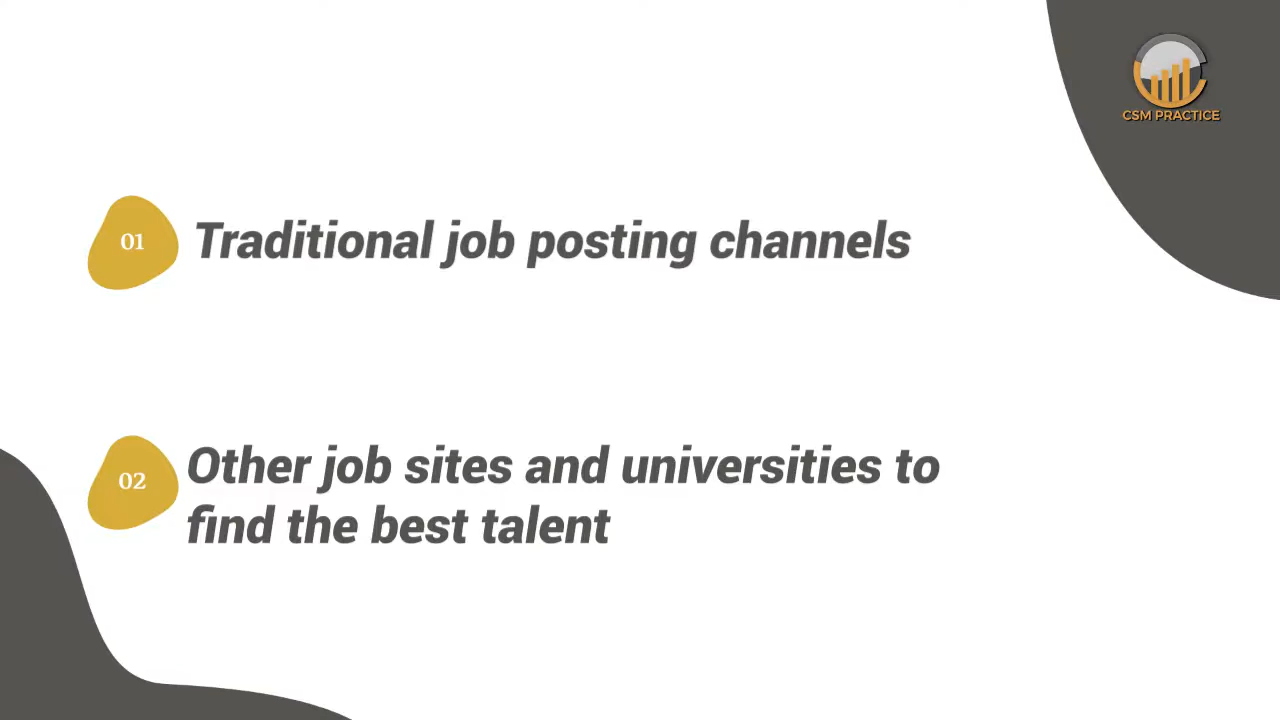 CSM PRACTICE
01
Traditional job posting channels
02
Other job sites and universities to
find the best talent